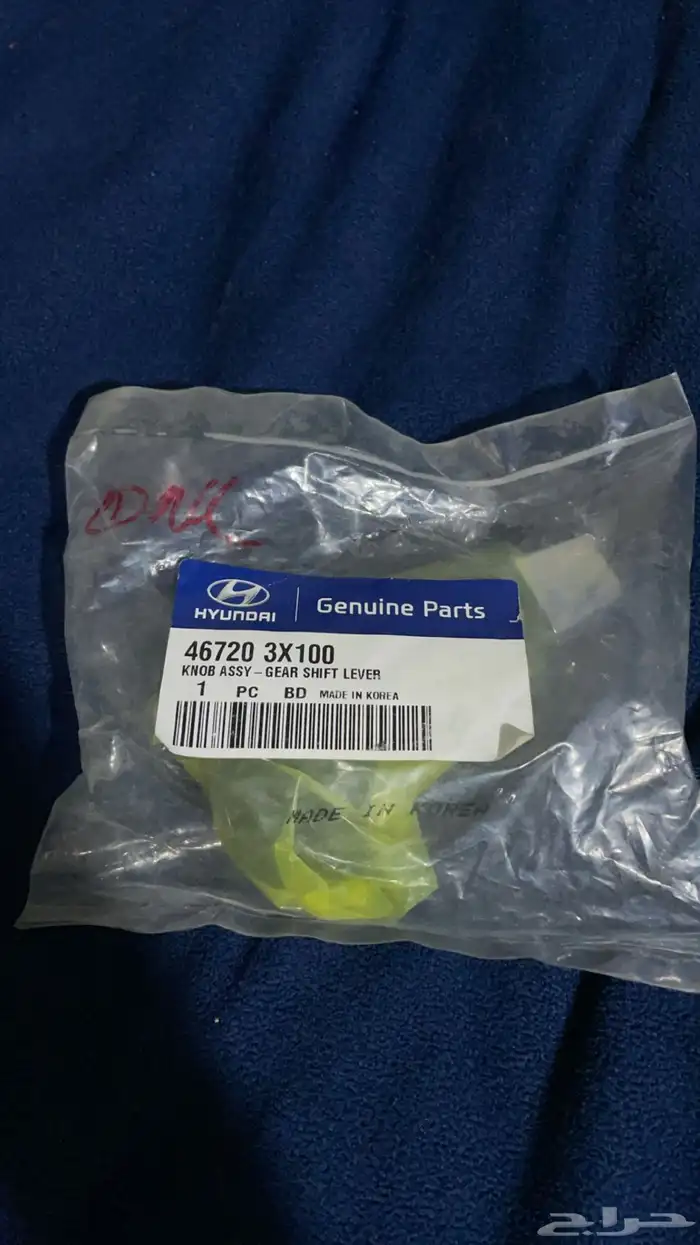 HYUNDAI
Genuine Parts
46720 3X100
KNOB ASSY-GEAR SHIFT LEVER
1 PC BD MADE IN KOREA
MADE IN KOREA
حراج